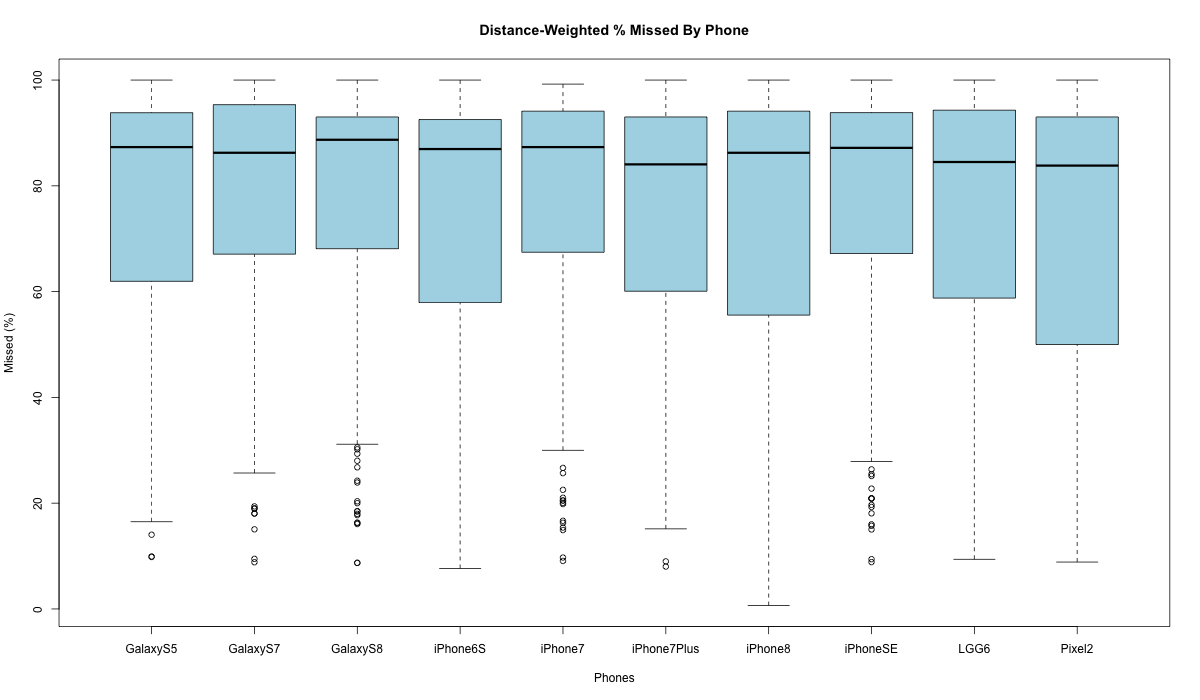 Distance-Weighted % Missed By Phone
Missed (%)
100
80
60
40
20
0
GalaxyS5 GalaxyS7 GalaxyS8 iPhone6S iPhone7 iPhone7Plus iPhone8 iPhoneSE LGG6 Pixel2
Phones